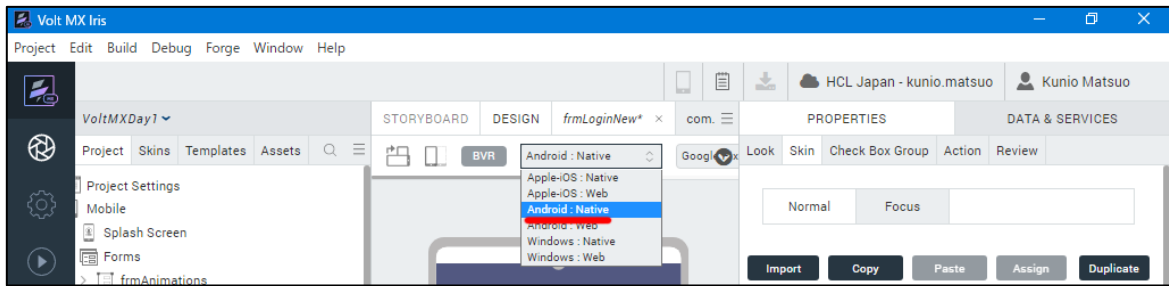 Volt MX Iris
Project Edit Build Debug Forge Window Help
HCL Japan - kunio.matsuo Kunio Matsuo
VoltMXDay1 STORYBOARD DESIGN frmLoginNew* × com. PROPERTIES DATA & SERVICES
Project Skins Templates Assets BVR Android : Native Look Skin Check Box Group Action Review
Apple-iOS : Native
Apple-iOS : Web
Android : Native
Android : Web
Windows : Native
Windows : Web
Project Settings
Mobile
Splash Screen
Forms
frmAnimations
Normal Focus
Import Copy Paste Assign Duplicate